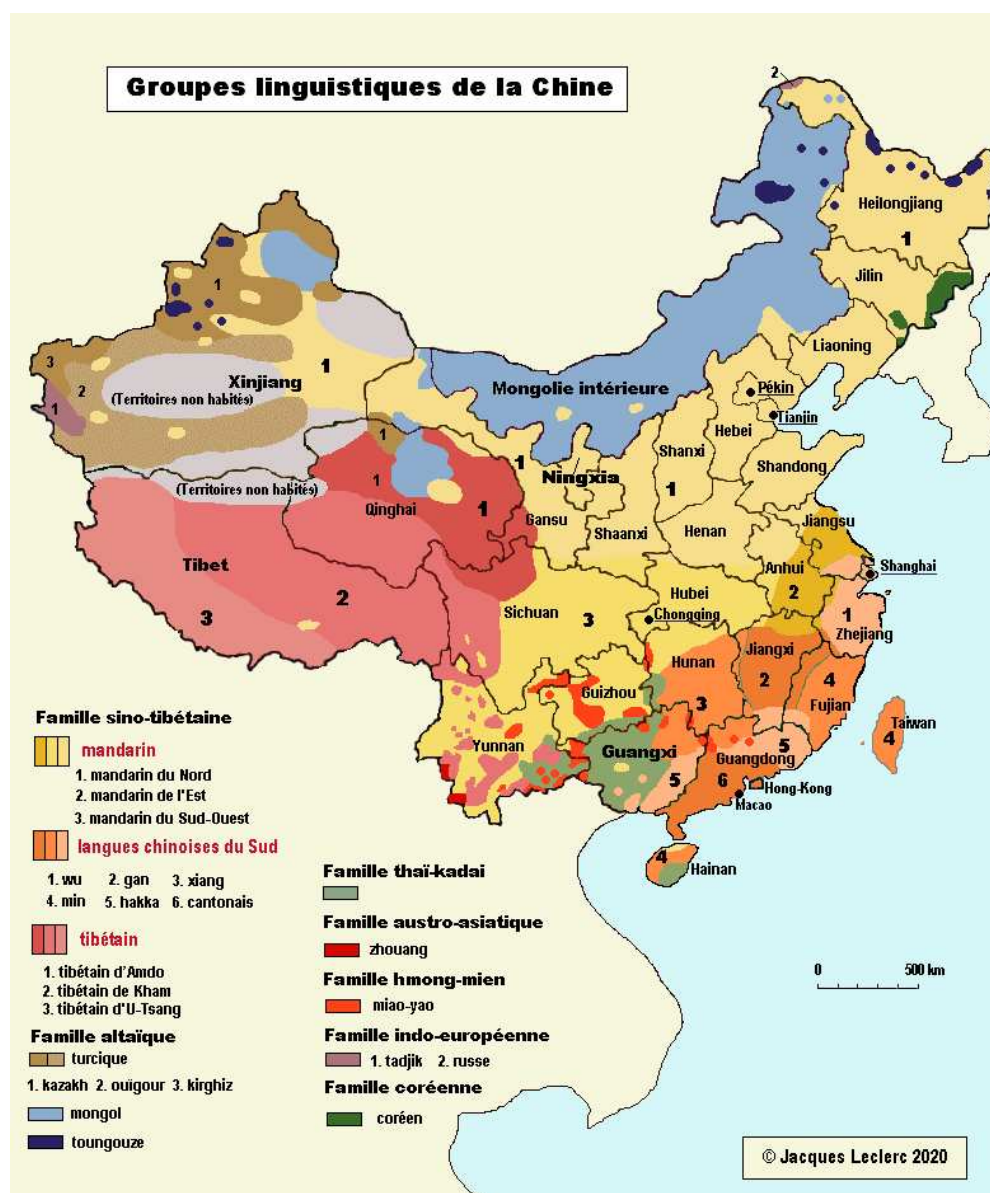 Groupes linguistiques de la Chine
2
Heilongjiang
1
Jilin
Liaoning
1
3
2
1
Xinjiang
1
(Territoires non habités)
Mongolie intérieure
Pékin
Tianjin
Hebei
Shanxi
1
Shandong
1
1
Ningxia
1
(Territoires non habités)
Qinghai
1
Gansu
Shaanxi
Henan
Jiangsu
Anhui
2
Shanghai
Tibet
3
2
Sichuan
3
Hubei
Chongqing
1
Zhejiang
Hunan
3
Jiangxi
2
4
Fujian
Guizhou
Taiwan
4
Yunnan
Guangxi
5
Guangdong
5
6
Hong-Kong
Macao
4
Hainan
Famille sino-tibétaine
mandarin
1. mandarin du Nord
2. mandarin de l'Est
3. mandarin du Sud-Ouest
langues chinoises du Sud
1. wu 2. gan 3. xiang
4. min 5. hakka 6. cantonais
tibétain
1. tibétain d'Amdo
2. tibétain de Kham
3. tibétain d'U-Tsang
Famille altaïque
turcique
1. kazakh 2. ouigour 3. kirghiz
mongol
toungouze
Famille thaï-kadai
Famille austro-asiatique
zhouang
Famille hmong-mien
miao-yao
Famille indo-européenne
1. tadjik 2. russe
Famille coréenne
coréen
0 500 km
© Jacques Leclerc 2020